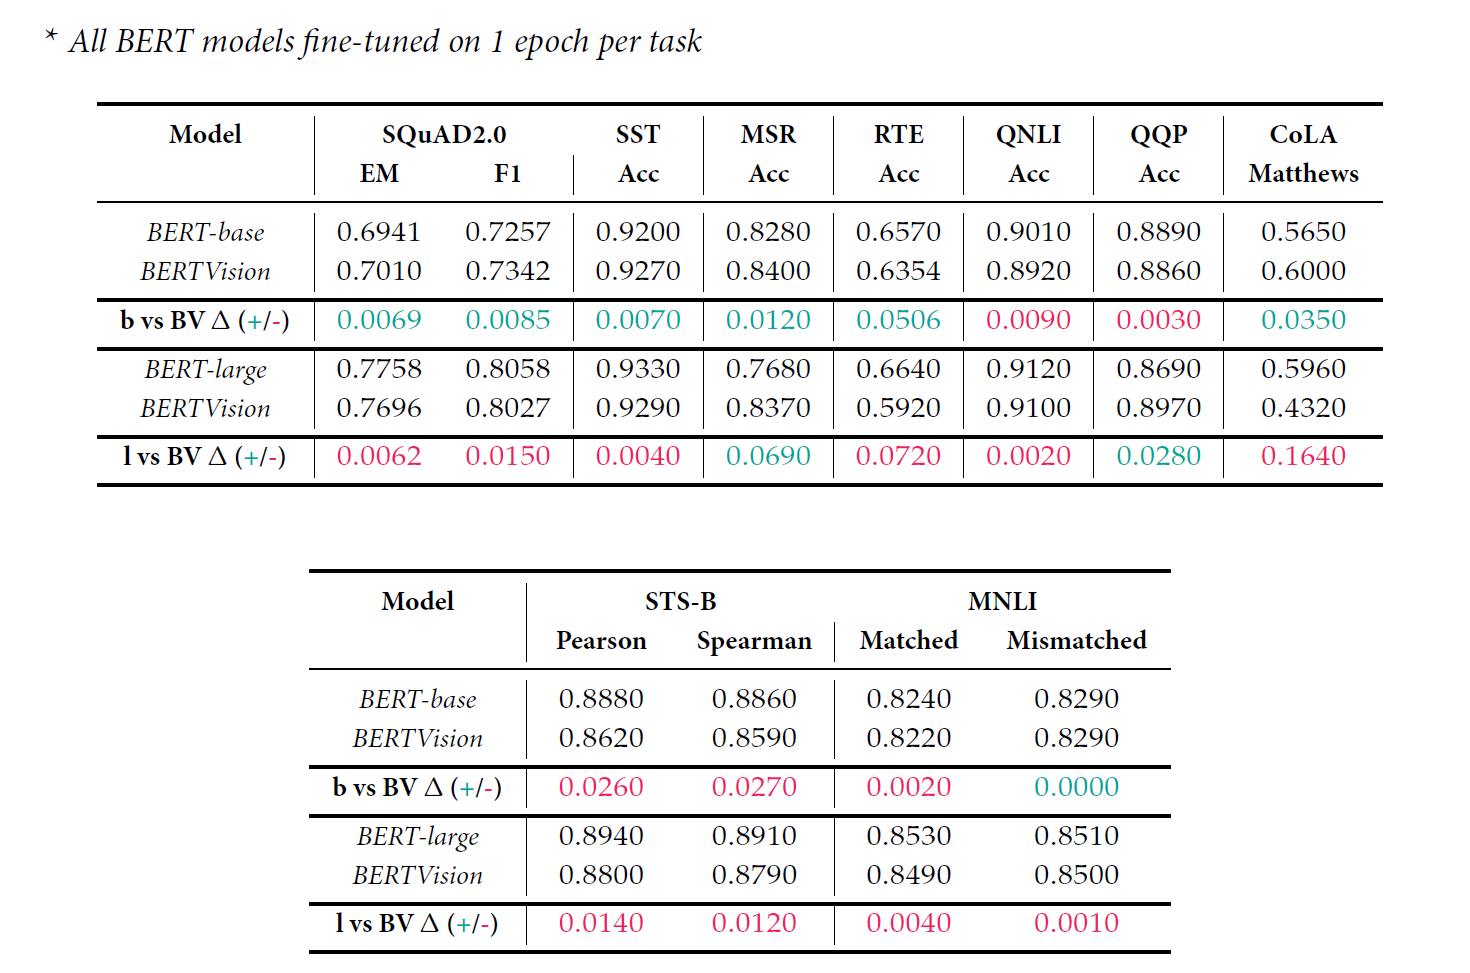 * All BERT models fine-tuned on 1 epoch per task
Model SQuAD2.0 SST MSR RTE QNLI QQP CoLA
EM F1 Acc Acc Acc Acc Acc Matthews
BERT-base 0.6941 0.7257 0.9200 0.8280 0.6570 0.9010 0.8890 0.5650
BERTVision 0.7010 0.7342 0.9270 0.8400 0.6354 0.8920 0.8860 0.6000
b vs BV Δ (+/-) 0.0069 0.0085 0.0070 0.0120 0.0506 0.0090 0.0030 0.0350
BERT-large 0.7758 0.8058 0.9330 0.7680 0.6640 0.9120 0.8690 0.5960
BERTVision 0.7696 0.8027 0.9290 0.8370 0.5920 0.9100 0.8970 0.4320
l vs BV Δ (+/-) 0.0062 0.0150 0.0040 0.0690 0.0720 0.0020 0.0280 0.1640
Model STS-B MNLI
Pearson Spearman Matched Mismatched
BERT-base 0.8880 0.8860 0.8240 0.8290
BERTVision 0.8620 0.8590 0.8220 0.8290
b vs BV Δ (+/-) 0.0260 0.0270 0.0020 0.0000
BERT-large 0.8940 0.8910 0.8530 0.8510
BERTVision 0.8800 0.8790 0.8490 0.8500
l vs BV Δ (+/-) 0.0140 0.0120 0.0040 0.0010